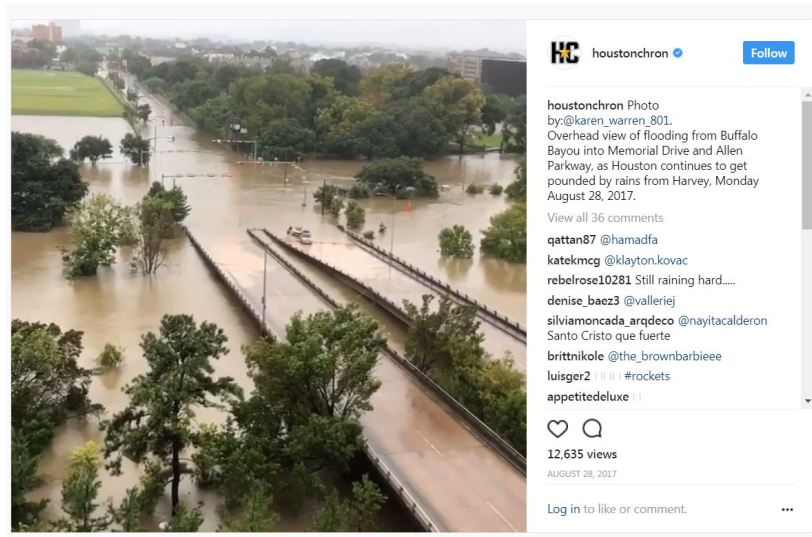 HC houstonchron
Follow
houstonchron Photo
by:@karen_warren_801.
Overhead view of flooding from Buffalo
Bayou into Memorial Drive and Allen
Parkway, as Houston continues to get
pounded by rains from Harvey, Monday
August 28, 2017.
View all 36 comments
qattan87 @hamadfa
katekmcg @klayton.kovac
rebelrose10281 Still raining hard.....
denise_baez3 @valleriej
silviamoncada_arqdeco @nayitacalderon
Santo Cristo que fuerte
brittnikole @the_brownbarbieee
luisger2 #rockets
appetitedeluxe
12,635 views
AUGUST 28, 2017
Log in to like or comment.